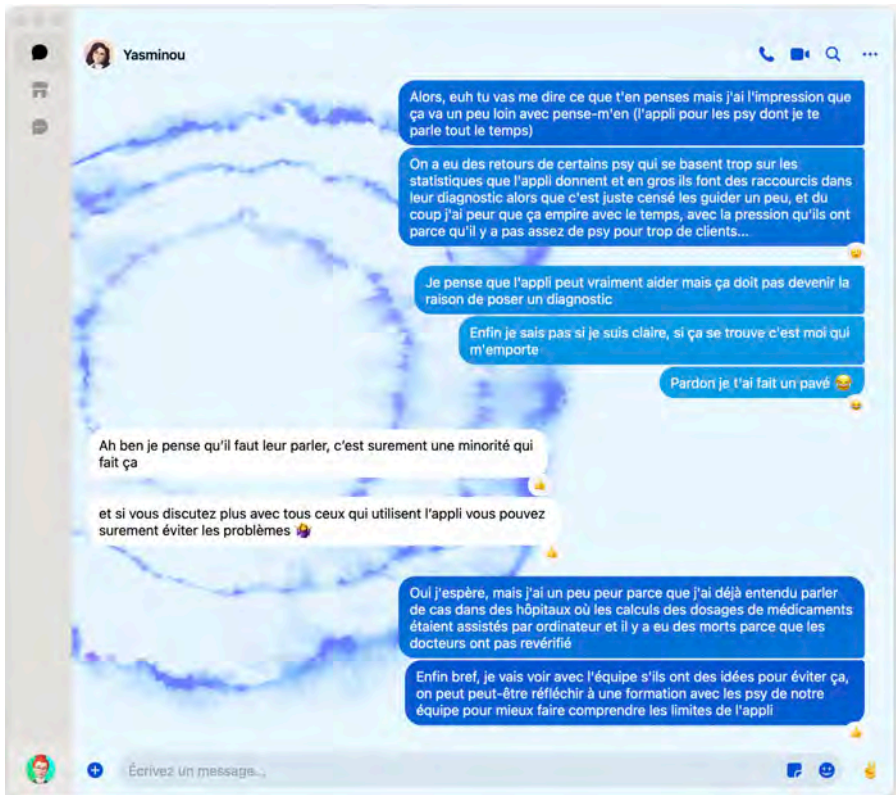 Yasminou
Alors, euh tu vas me dire ce que t'en penses mais j'ai l'impression que
ça va un peu loin avec pense-m'en (l'appli pour les psy dont je te
parle tout le temps)
On a eu des retours de certains psy qui se basent trop sur les
statistiques que l'appli donnent et en gros ils font des raccourcis dans
leur diagnostic alors que c'est juste censé les guider un peu, et du
coup j'ai peur que ça empire avec le temps, avec la pression qu'ils ont
parce qu'il y a pas assez de psy pour trop de clients...
Je pense que l'appli peut vraiment aider mais ça doit pas devenir la
raison de poser un diagnostic
Enfin je sais pas si je suis claire, si ça se trouve c'est moi qui
m'emporte
Pardon je t'ai fait un pavé 😂
Ah ben je pense qu'il faut leur parler, c'est surement une minorité qui
fait ça
et si vous discutez plus avec tous ceux qui utilisent l'appli vous pouvez
surement éviter les problèmes 🤷‍♀️
Oui j'espère, mais j'ai un peu peur parce que j'ai déjà entendu parler
de cas dans des hôpitaux où les calculs des dosages de médicaments
étaient assistés par ordinateur et il y a eu des morts parce que les
docteurs ont pas revérifié
Enfin bref, je vais voir avec l'équipe s'ils ont des idées pour éviter ça,
on peut peut-être réfléchir à une formation avec les psy de notre
équipe pour mieux faire comprendre les limites de l'appli
Écrivez un message...